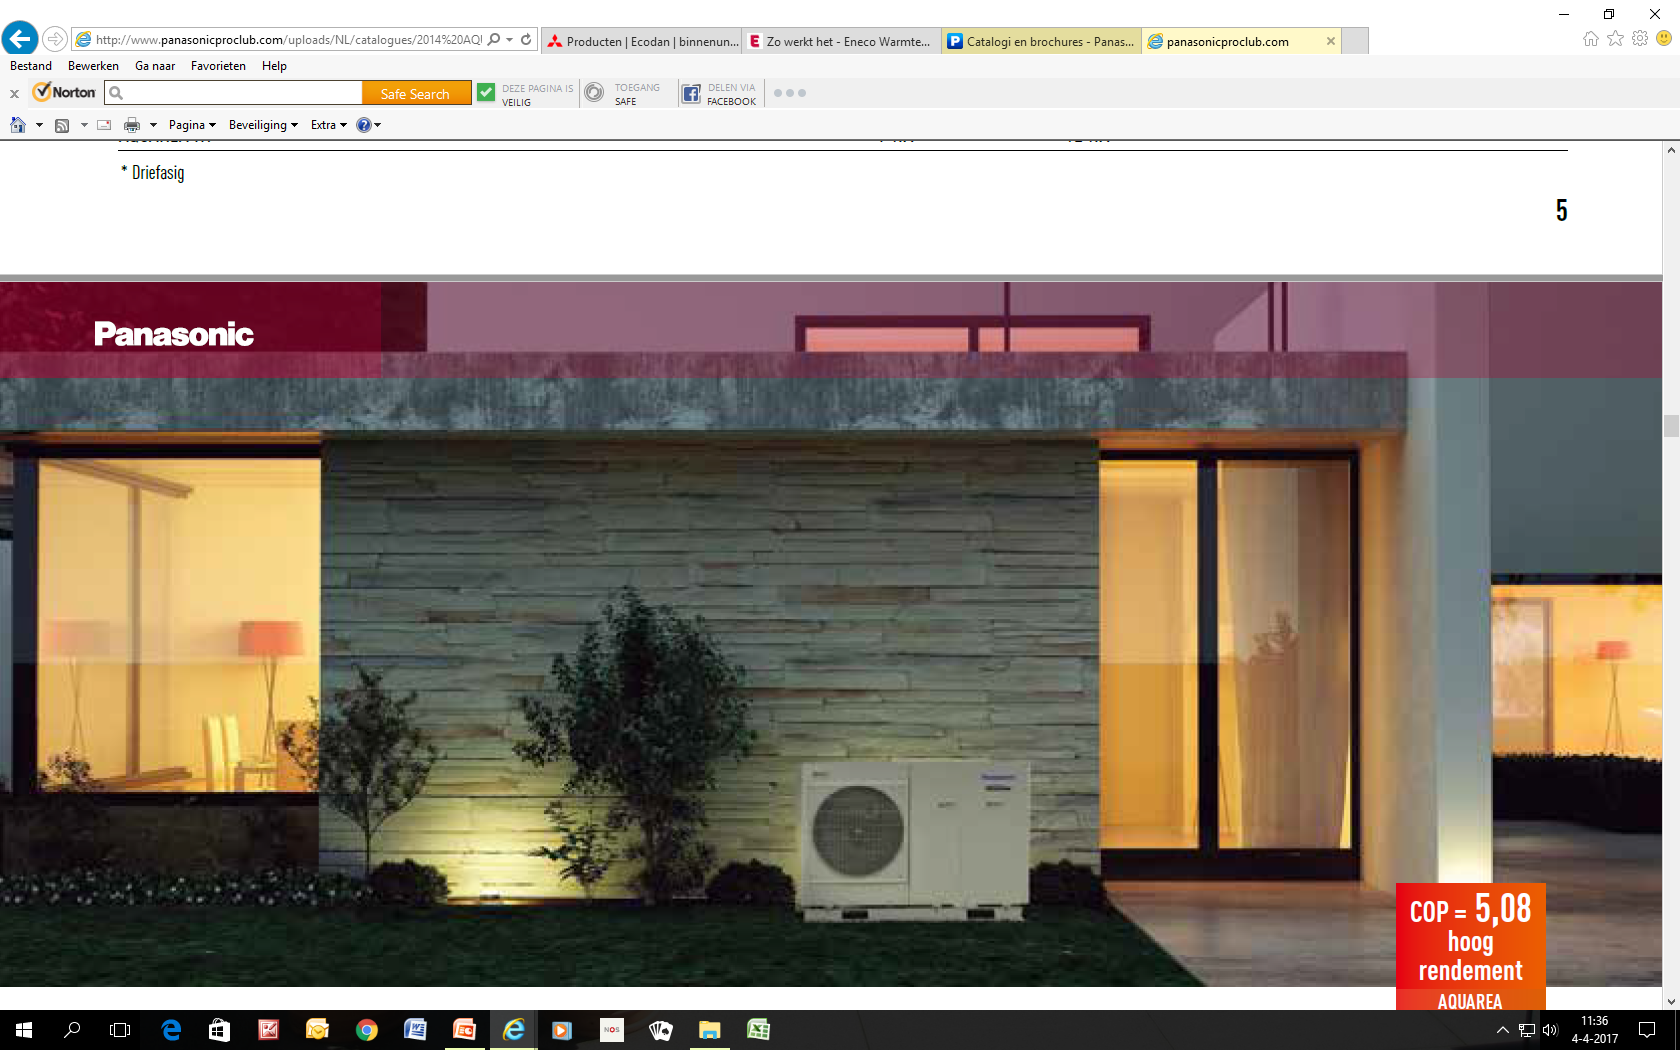 http://www.panasonicproclub.com/uploads/NL/catalogues/2014%20AQI
Producten | Ecodan | binnenun...
Zo werkt het - Eneco Warmte...
Catalogi en brochures - Panas...
panasonicproclub.com
Bestand Bewerken Ga naar Favorieten Help
x Norton Safe Search
DEZE PAGINA IS
VEILIG
TOEGANG
SAFE
DELEN VIA
FACEBOOK
Pagina Beveiliging Extra
* Driefasig
5
Panasonic
Panasonic
COP = 5,08
hoog
rendement
AQUAREA
NOS
11:36
4-4-2017